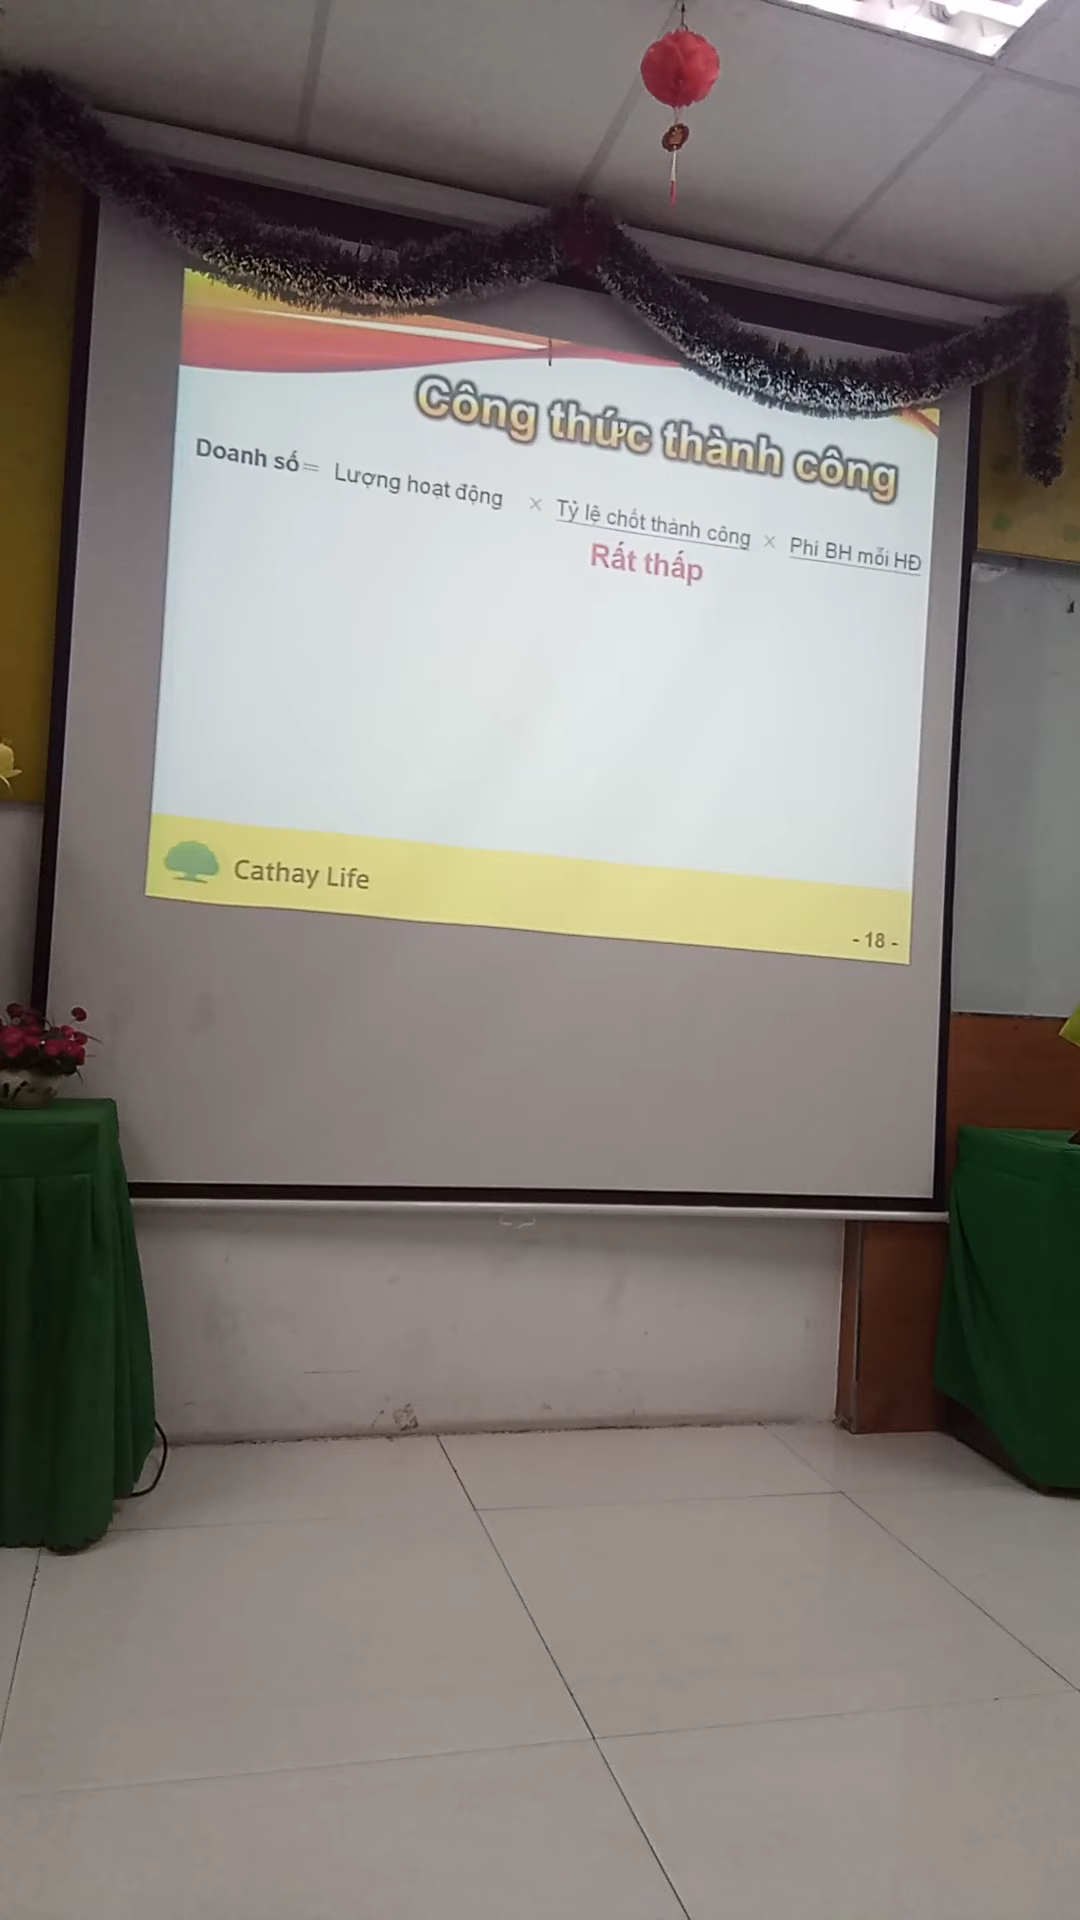 Công thức thành công
Doanh số = Lượng hoạt động × Tỷ lệ chốt thành công × Phí BH mỗi HĐ
Rất thấp
Cathay Life
- 18 -